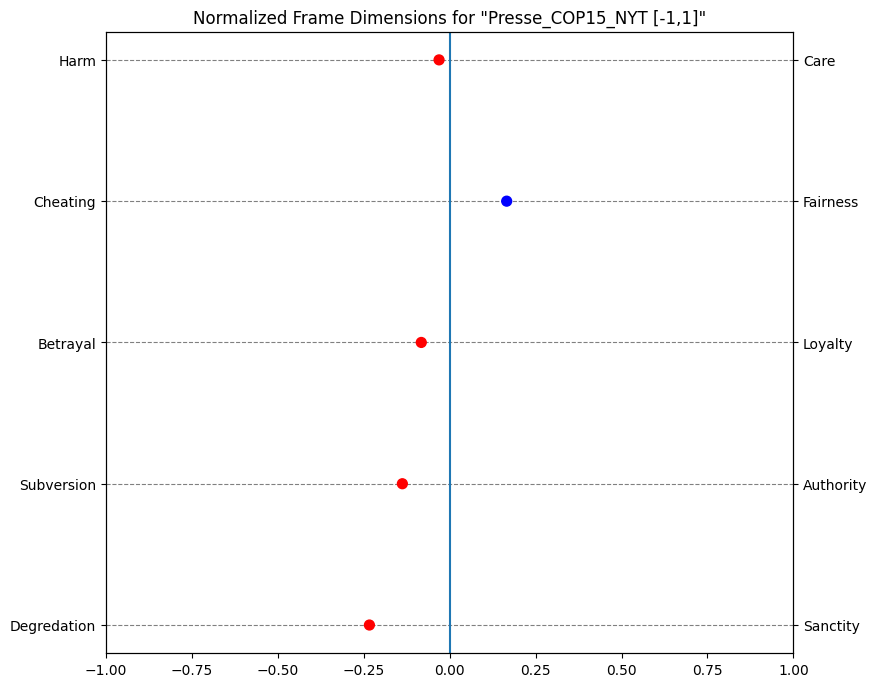 Normalized Frame Dimensions for "Presse_COP15_NYT [-1,1]"
Harm Care
Cheating Fairness
Betrayal Loyalty
Subversion Authority
Degredation Sanctity
−1.00 −0.75 −0.50 −0.25 0.00 0.25 0.50 0.75 1.00